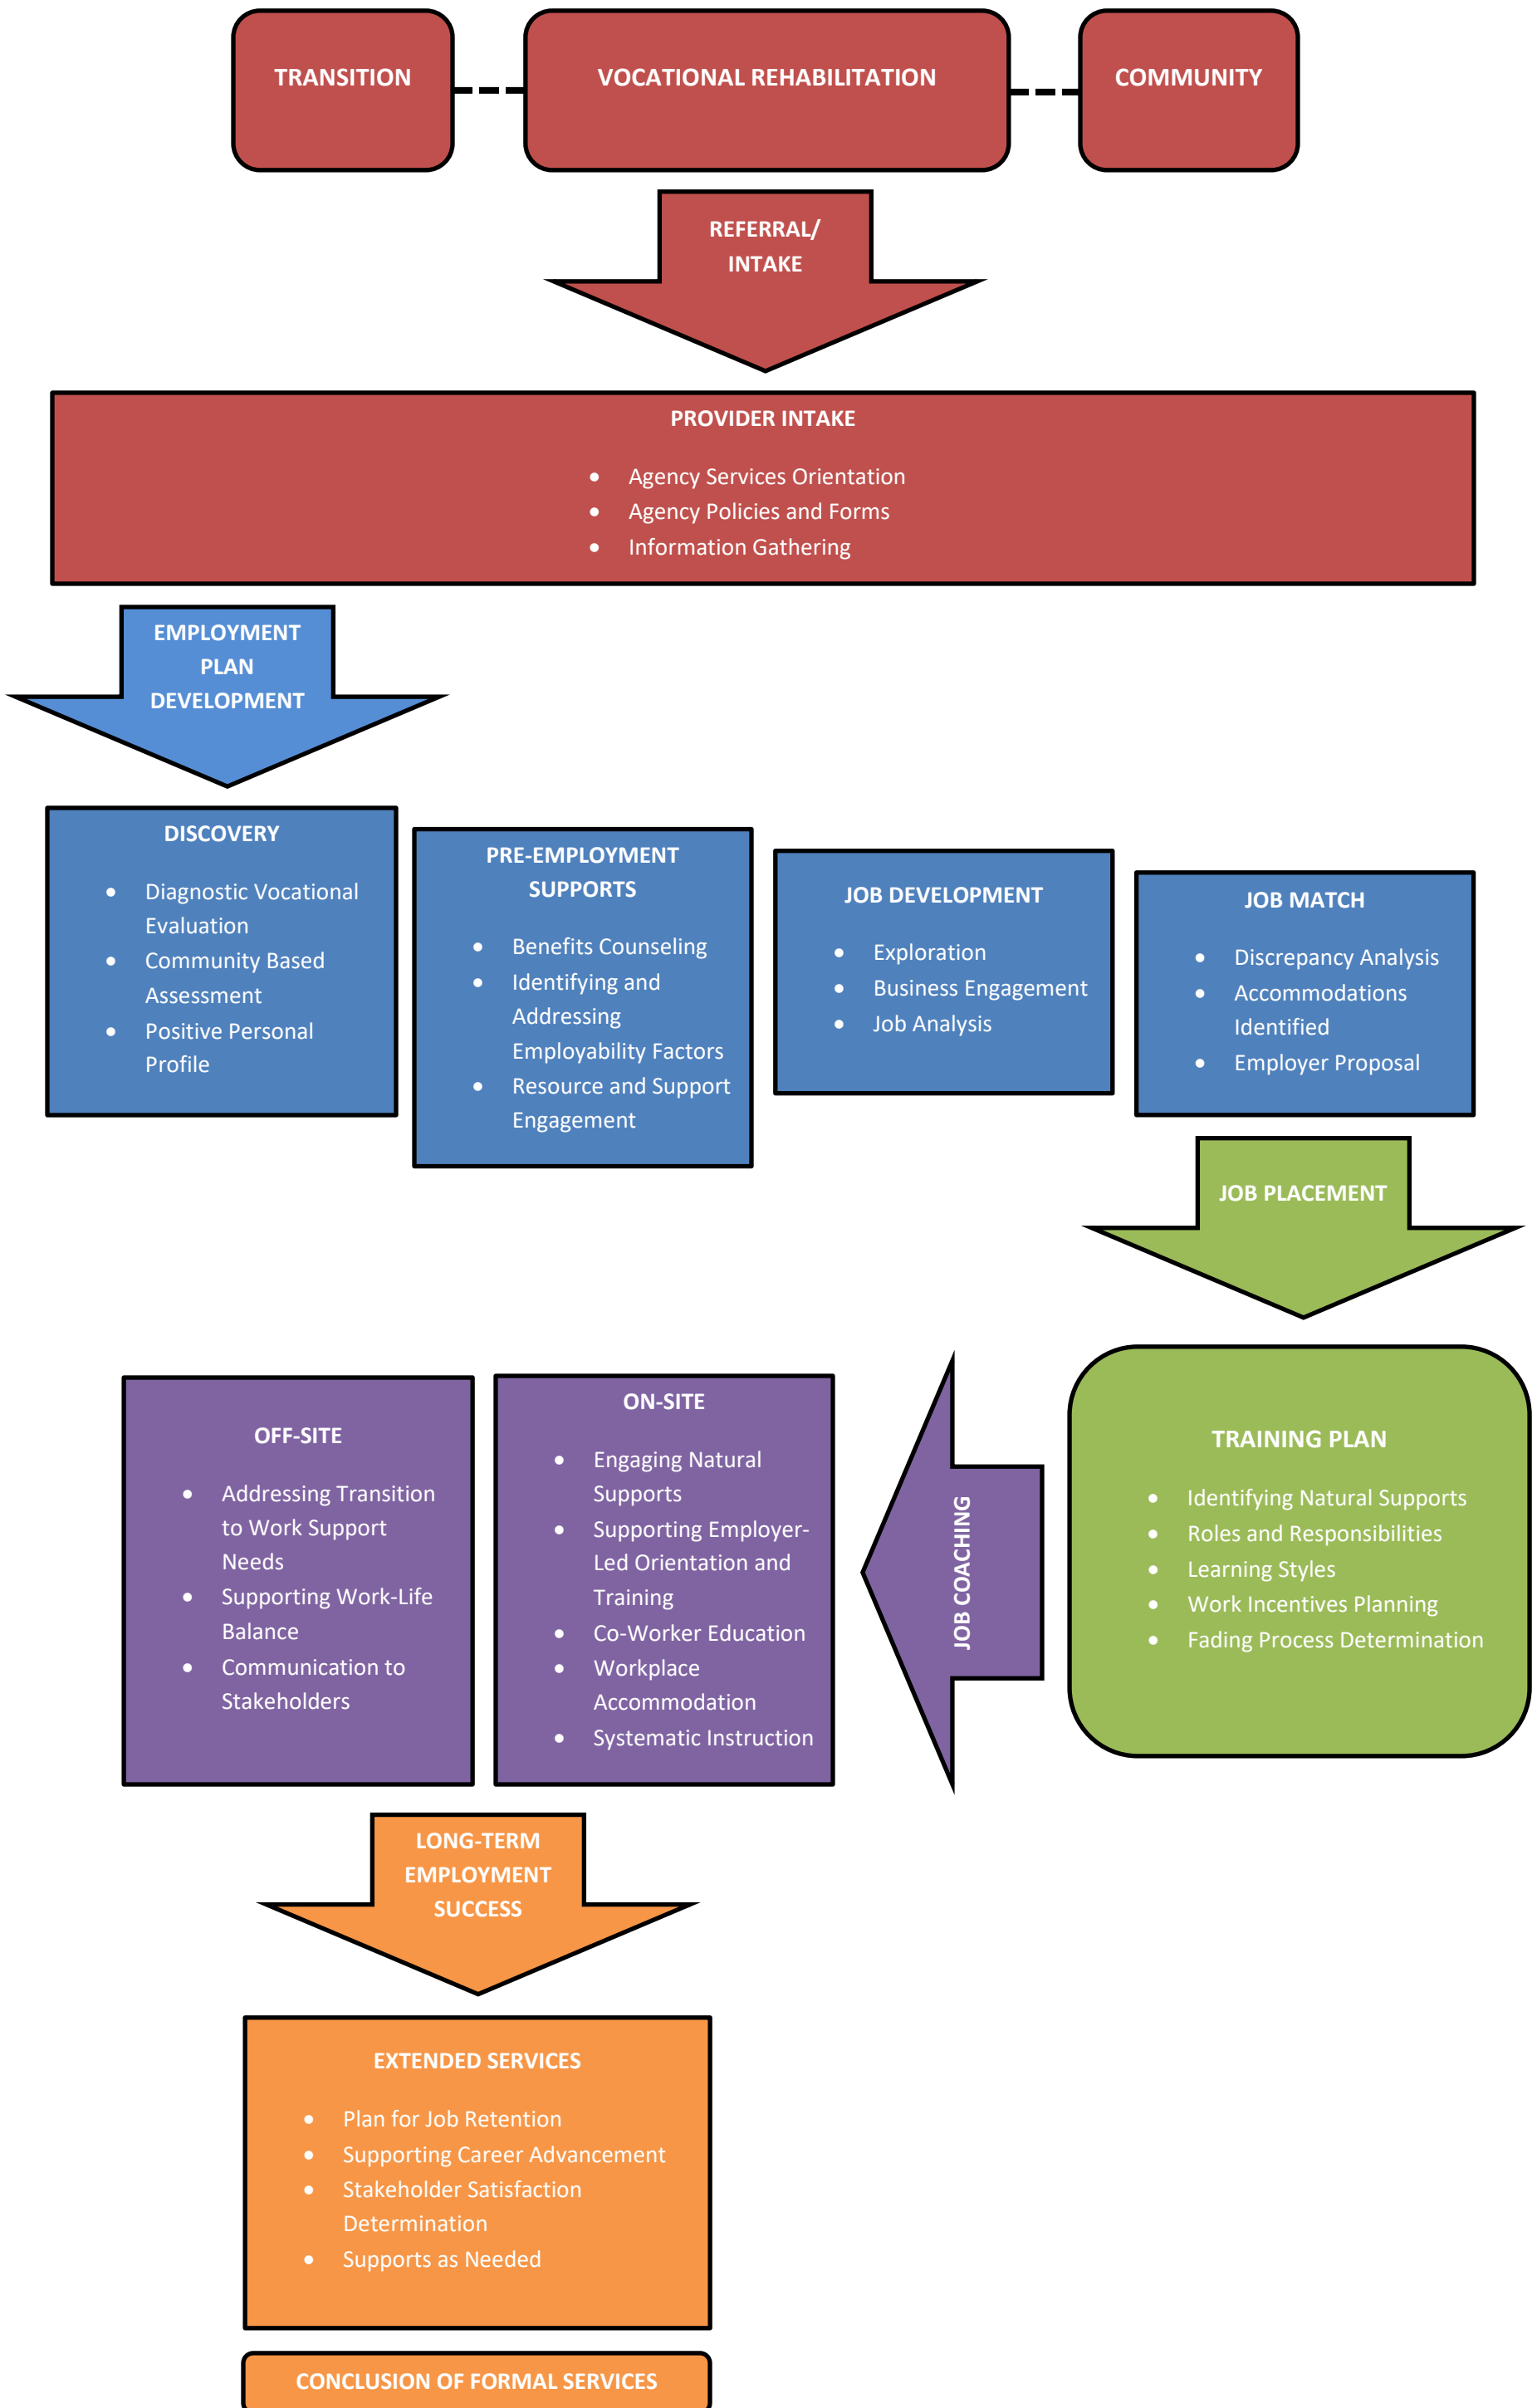 TRANSITION
VOCATIONAL REHABILITATION
COMMUNITY
REFERRAL/
INTAKE
PROVIDER INTAKE
• Agency Services Orientation
• Agency Policies and Forms
• Information Gathering
EMPLOYMENT
PLAN
DEVELOPMENT
DISCOVERY
• Diagnostic Vocational
Evaluation
• Community Based
Assessment
• Positive Personal
Profile
PRE-EMPLOYMENT
SUPPORTS
• Benefits Counseling
• Identifying and
Addressing
Employability Factors
• Resource and Support
Engagement
JOB DEVELOPMENT
• Exploration
• Business Engagement
• Job Analysis
JOB MATCH
• Discrepancy Analysis
• Accommodations
Identified
• Employer Proposal
JOB PLACEMENT
TRAINING PLAN
• Identifying Natural Supports
• Roles and Responsibilities
• Learning Styles
• Work Incentives Planning
• Fading Process Determination
JOB COACHING
ON-SITE
• Engaging Natural
Supports
• Supporting Employer-
Led Orientation and
Training
• Co-Worker Education
• Workplace
Accommodation
• Systematic Instruction
OFF-SITE
• Addressing Transition
to Work Support
Needs
• Supporting Work-Life
Balance
• Communication to
Stakeholders
LONG-TERM
EMPLOYMENT
SUCCESS
EXTENDED SERVICES
• Plan for Job Retention
• Supporting Career Advancement
• Stakeholder Satisfaction
Determination
• Supports as Needed
CONCLUSION OF FORMAL SERVICES